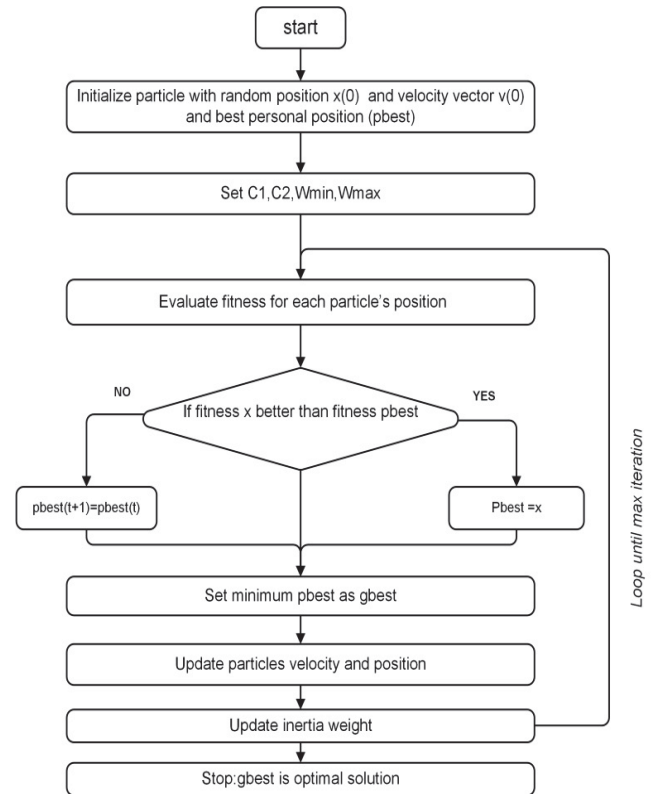 start
Initialize particle with random position x(0) and velocity vector v(0)
and best personal position (pbest)
Set C1,C2,Wmin,Wmax
Evaluate fitness for each particle's position
If fitness x better than fitness pbest
NO
YES
pbest(t+1)=pbest(t)
Pbest =x
Set minimum pbest as gbest
Update particles velocity and position
Update inertia weight
Stop:gbest is optimal solution
Loop until max iteration